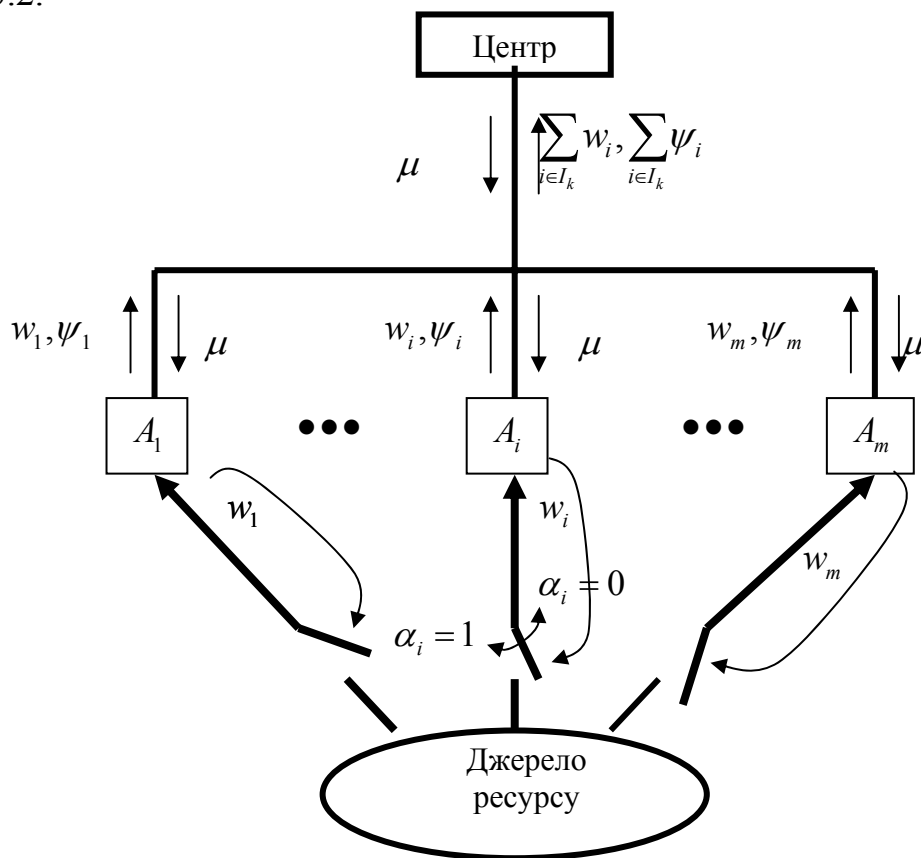 Центр
μ
∑_{i∈I_k} w_i, ∑_{i∈I_k} ψ_i
w_1, ψ_1
μ
w_i, ψ_i
μ
w_m, ψ_m
μ
A_1
•••
A_i
•••
A_m
w_1
w_i
w_m
α_i = 0
α_i = 1
Джерело
ресурсу